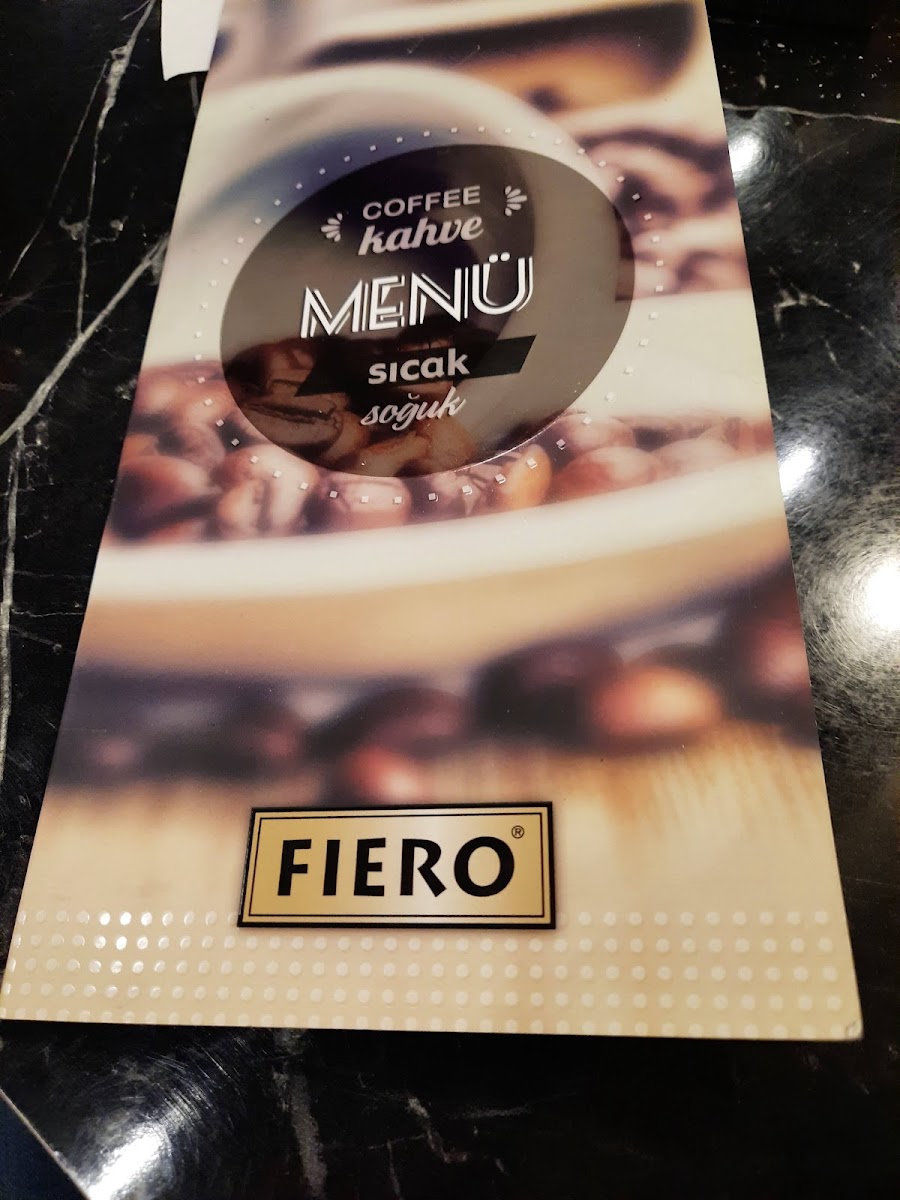 COFFEE
kahve
MENÜ
sıcak
soğuk
FIERO®